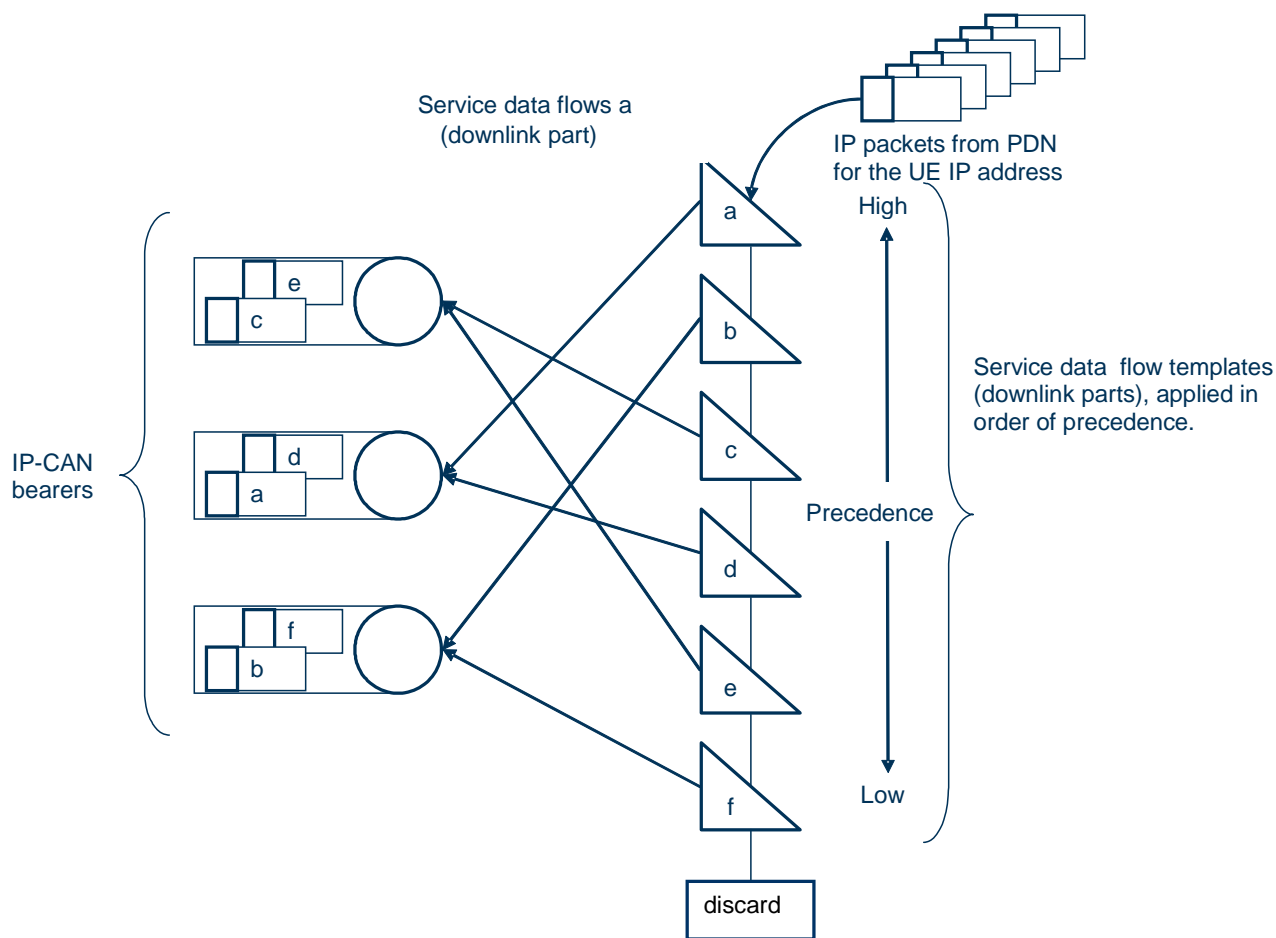 Service data flows a
(downlink part)
IP packets from PDN
for the UE IP address
High
a
e
c
b
Service data  flow templates
(downlink parts), applied in
order of precedence.
c
IP-CAN
bearers
d
a
Precedence
d
f
b
e
Low
f
discard